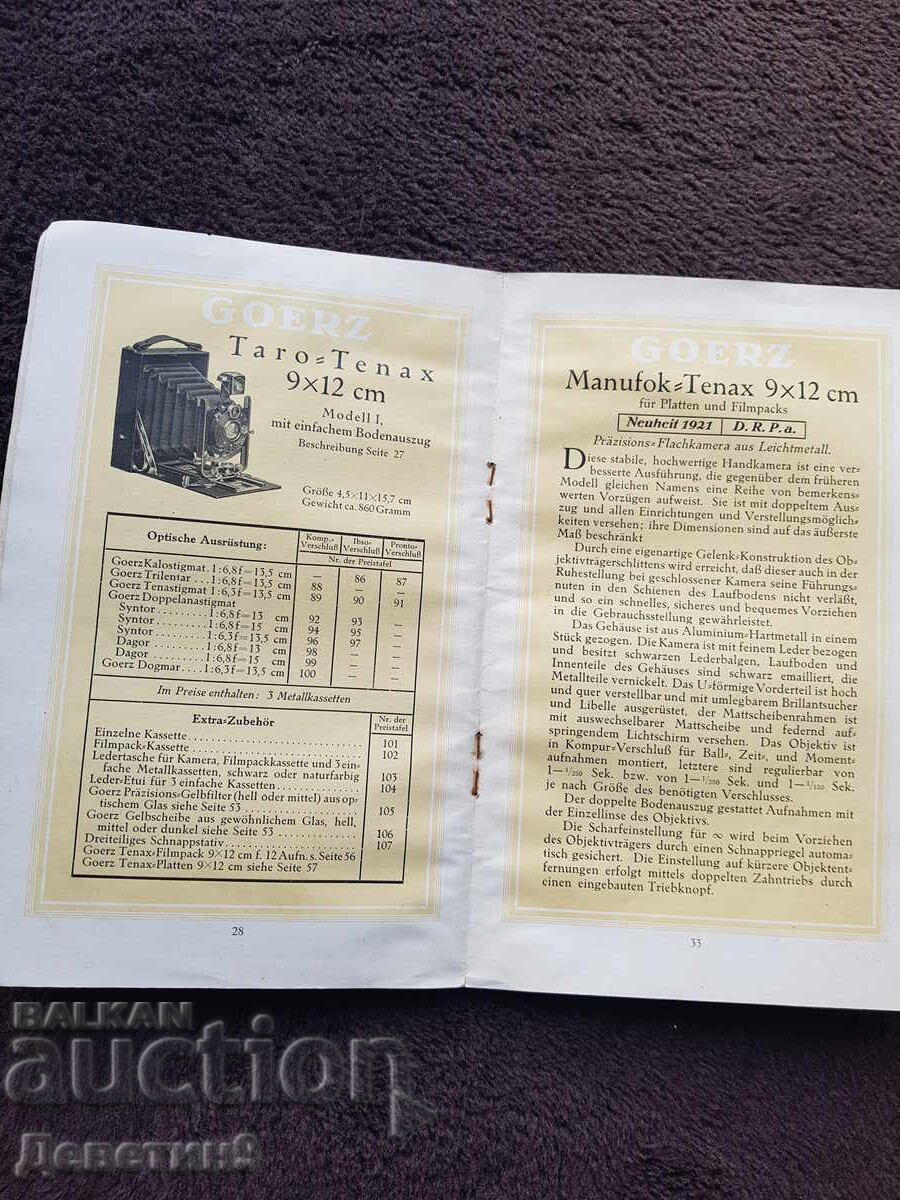 GOERZ
Taro=Tenax
9×12 cm
Modell I,
mit einfachem Bodenauszug
Beschreibung Seite 27
Größe 4,5×11×15,7 cm
Gewicht ca. 860 Gramm
Optische Ausrüstung: Komp.= Verschluß Ibso= Verschluß Pronto= Verschluß
Nr. der Preistafel
Goerz Kalostigmat 1:6,8 f=13,5 cm — 86 87
Goerz Trilentar ... 1:6,8 f=13,5 cm 88 — —
Goerz Tenastigmat 1:6,3 f=13,5 cm 89 90 91
Goerz Doppelanastigmat
Syntor ........ 1:6,8 f=13 cm 92 93 —
Syntor ........ 1:6,8 f=15 cm 94 95 —
Syntor ........ 1:6,3 f=13,5 cm 96 97 —
Dagor ........ 1:6,8 f=13 cm 98 — —
Dagor ........ 1:6,8 f=15 cm 99 — —
Goerz Dogmar.... 1:6,3 f=13,5 cm 100 — —
Im Preise enthalten: 3 Metallkassetten
Extra=Zubehör Nr. der Preistafel
Einzelne Kassette 101
Filmpack=Kassette 102
Ledertasche für Kamera, Filmpackkassette und 3 ein=
fache Metallkassetten, schwarz oder naturfarbig 103
Leder=Etui für 3 einfache Kassetten 104
Goerz Präzisions=Gelbfilter (hell oder mittel) aus op=
tischem Glas siehe Seite 53 105
Goerz Gelbscheibe aus gewöhnlichem Glas, hell,
mittel oder dunkel siehe Seite 53 106
Dreiteiliges Schnappstativ 107
Goerz Tenax=Filmpack 9×12 cm f. 12 Aufn. s. Seite 56
Goerz Tenax=Platten 9×12 cm siehe Seite 57
28
GOERZ
Manufok=Tenax 9×12 cm
für Platten und Filmpacks
Neuheit 1921 D. R. P. a.
Präzisions=Flachkamera aus Leichtmetall.
Diese stabile, hochwertige Handkamera ist eine ver=
besserte Ausführung, die gegenüber dem früheren
Modell gleichen Namens eine Reihe von bemerkens=
werten Vorzügen aufweist. Sie ist mit doppeltem Aus=
zug und allen Einrichtungen und Verstellungsmöglich=
keiten versehen; ihre Dimensionen sind auf das äußerste
Maß beschränkt
Durch eine eigenartige Gelenk=Konstruktion des Ob=
jektivträgerschlittens wird erreicht, daß dieser auch in der
Ruhestellung bei geschlossener Kamera seine Führungs=
nuten in den Schienen des Laufbodens nicht verläßt,
und so ein schnelles, sicheres und bequemes Vorziehen
in die Gebrauchsstellung gewährleistet.
Das Gehäuse ist aus Aluminium=Hartmetall in einem
Stück gezogen. Die Kamera ist mit feinem Leder bezogen
und besitzt schwarzen Lederbalgen, Laufboden und
Innenteile des Gehäuses sind schwarz emailliert, die
Metallteile vernickelt. Das U=förmige Vorderteil ist hoch
und quer verstellbar und mit umlegbarem Brillantsucher
und Libelle ausgerüstet, der Mattscheibenrahmen ist
mit auswechselbarer Mattscheibe und federnd auf=
springendem Lichtschirm versehen. Das Objektiv ist
in Kompur=Verschluß für Ball=, Zeit=, und Moment=
aufnahmen montiert, letztere sind regulierbar von
1—1/250 Sek. bzw. von 1—1/200 Sek. und 1—1/150 Sek.
je nach Größe des benötigten Verschlusses.
Der doppelte Bodenauszug gestattet Aufnahmen mit
der Einzellinse des Objektivs.
Die Scharfeinstellung für ∞ wird beim Vorziehen
des Objektivträgers durch einen Schnappriegel automa=
tisch gesichert. Die Einstellung auf kürzere Objektent=
fernungen erfolgt mittels doppelten Zahntriebs durch
einen eingebauten Triebknopf.
33
BALKAN
auction
Деветин9